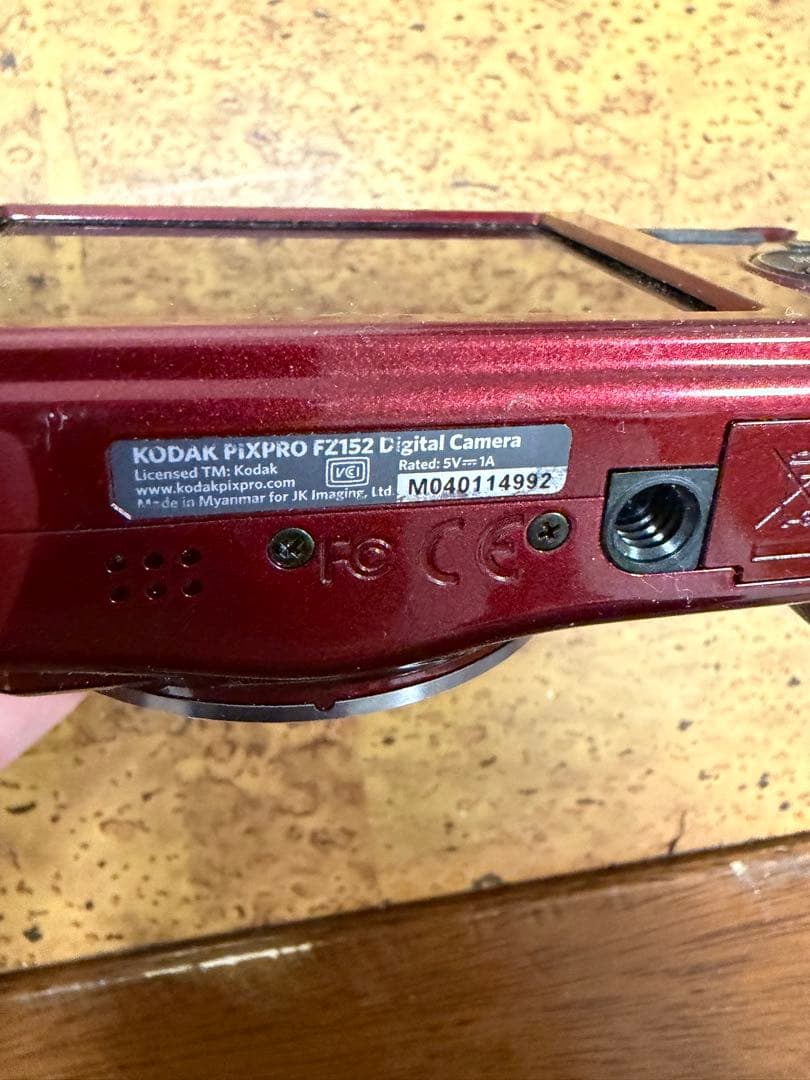 KODAK PIXPRO FZ152 Digital Camera
Licensed TM: Kodak
VCI
Rated: 5V⎓1A
www.kodakpixpro.com
M040114992
Made in Myanmar for JK Imaging, Ltd.
FC CE